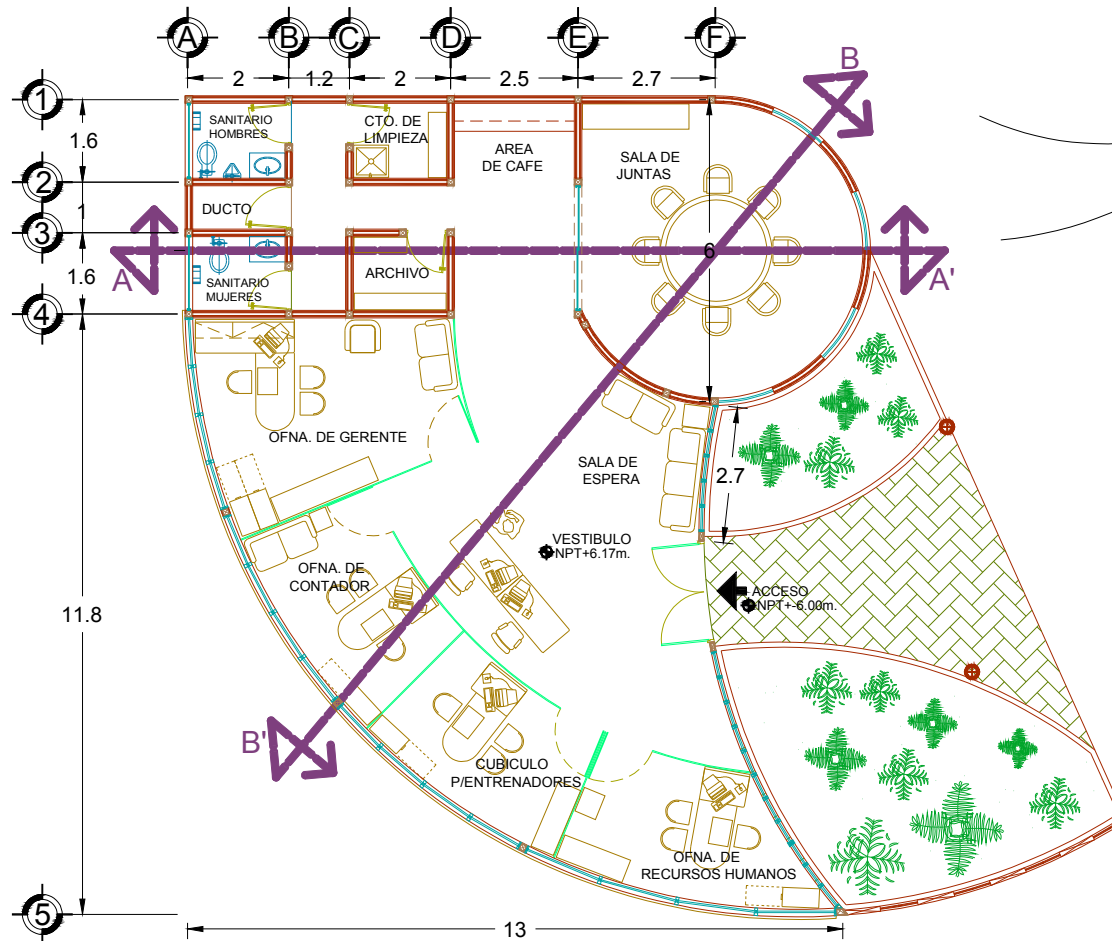 A B C D E F
2 1.2 2 2.5 2.7
B
1
1.6
SANITARIO
HOMBRES
CTO. DE
LIMPIEZA
AREA
DE CAFE
SALA DE
JUNTAS
2
1
DUCTO
3
6
1.6
A
SANITARIO
MUJERES
ARCHIVO
A'
4
OFNA. DE GERENTE
SALA DE
ESPERA
2.7
VESTIBULO
NPT+6.17m.
OFNA. DE
CONTADOR
ACCESO
NPT+-6.00m.
11.8
B'
CUBICULO
P/ENTRENADORES
OFNA. DE
RECURSOS HUMANOS
5
13